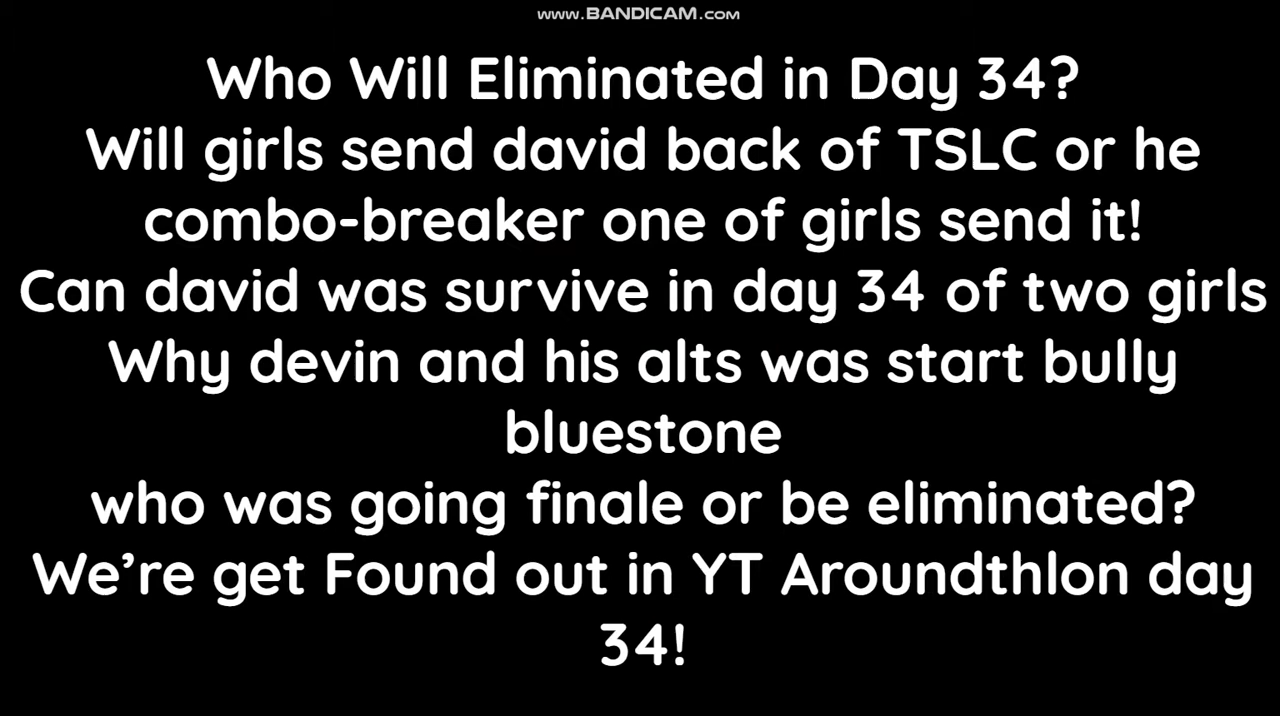 www.BANDICAM.com
Who Will Eliminated in Day 34?
Will girls send david back of TSLC or he
combo-breaker one of girls send it!
Can david was survive in day 34 of two girls
Why devin and his alts was start bully
bluestone
who was going finale or be eliminated?
We’re get Found out in YT Aroundthlon day
34!